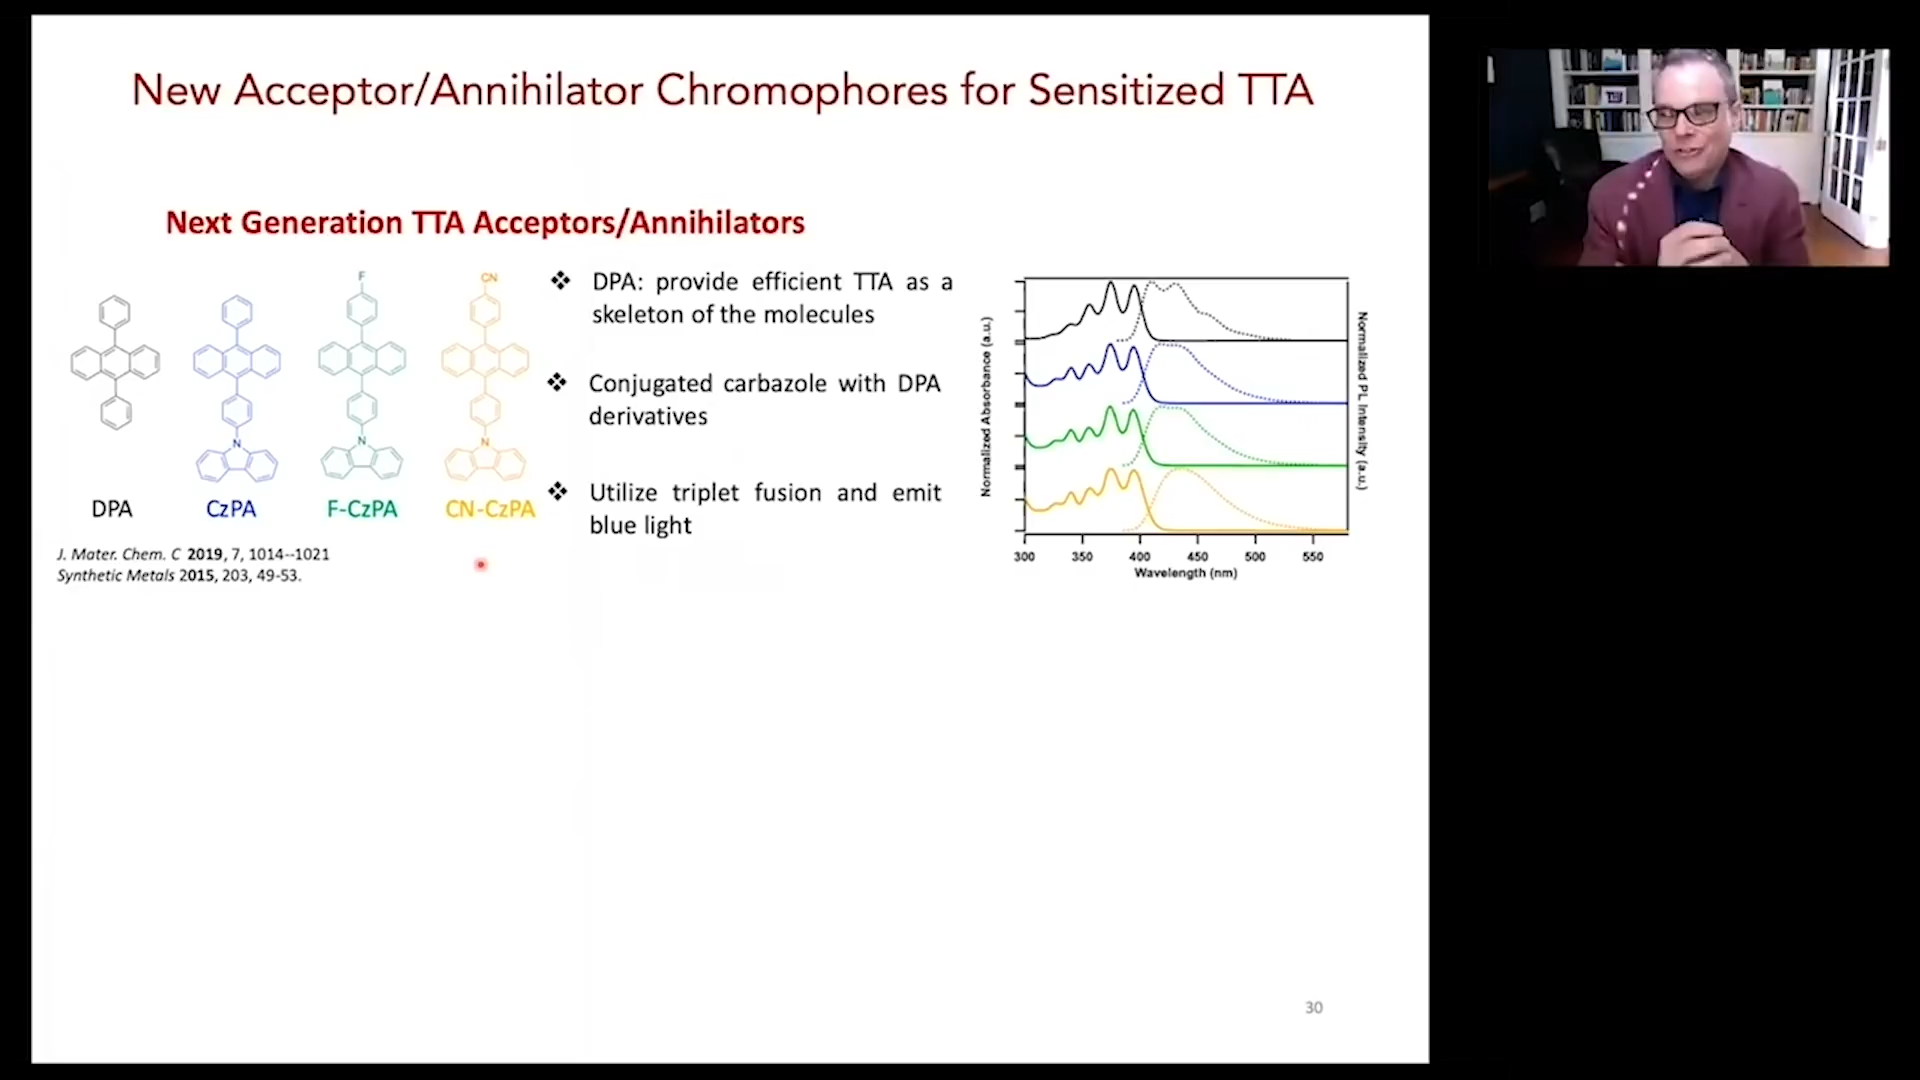 New Acceptor/Annihilator Chromophores for Sensitized TTA
Next Generation TTA Acceptors/Annihilators
F
CN
N
N
N
DPA
CzPA
F-CzPA
CN-CzPA
J. Mater. Chem. C 2019, 7, 1014--1021
Synthetic Metals 2015, 203, 49-53.
❖ DPA: provide efficient TTA as a
skeleton of the molecules
❖ Conjugated carbazole with DPA
derivatives
❖ Utilize triplet fusion and emit
blue light
Normalized Absorbance (a.u.)
Normalized PL Intensity (a.u.)
300 350 400 450 500 550
Wavelength (nm)
30